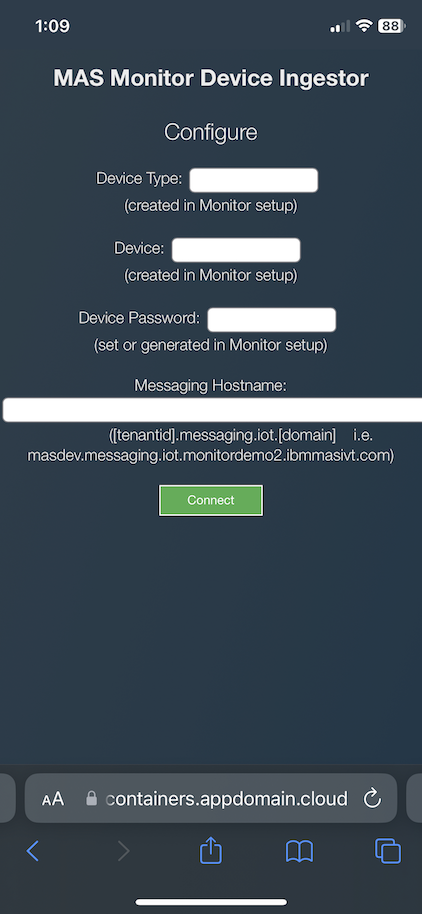 1:09
88
MAS Monitor Device Ingestor
Configure
Device Type:
(created in Monitor setup)
Device:
(created in Monitor setup)
Device Password:
(set or generated in Monitor setup)
Messaging Hostname:
([tenantid].messaging.iot.[domain] i.e.
masdev.messaging.iot.monitordemo2.ibmmasivt.com)
Connect
AA containers.appdomain.cloud